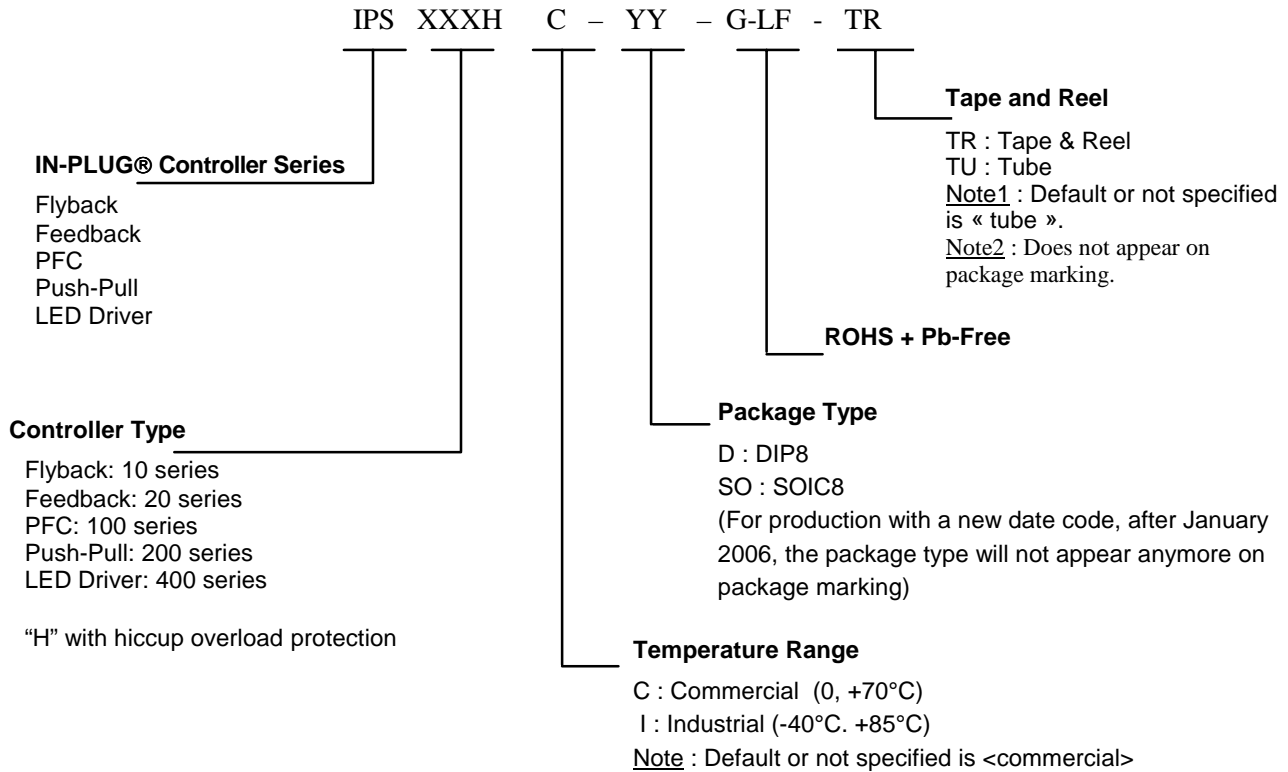 IPS XXXH C – YY – G-LF - TR
Tape and Reel
TR : Tape & Reel
TU : Tube
Note1 : Default or not specified
is « tube ».
Note2 : Does not appear on
package marking.
IN-PLUG® Controller Series
Flyback
Feedback
PFC
Push-Pull
LED Driver
ROHS + Pb-Free
Package Type
D : DIP8
SO : SOIC8
(For production with a new date code, after January
2006, the package type will not appear anymore on
package marking)
Controller Type
Flyback: 10 series
Feedback: 20 series
PFC: 100 series
Push-Pull: 200 series
LED Driver: 400 series
“H” with hiccup overload protection
Temperature Range
C : Commercial (0, +70°C)
I : Industrial (-40°C. +85°C)
Note : Default or not specified is <commercial>